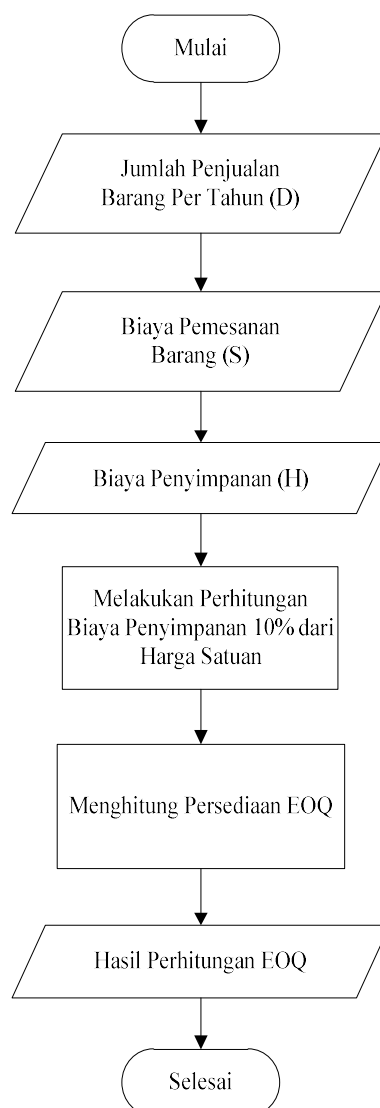 Mulai
Jumlah Penjualan
Barang Per Tahun (D)
Biaya Pemesanan
Barang (S)
Biaya Penyimpanan (H)
Melakukan Perhitungan
Biaya Penyimpanan 10% dari
Harga Satuan
Menghitung Persediaan EOQ
Hasil Perhitungan EOQ
Selesai